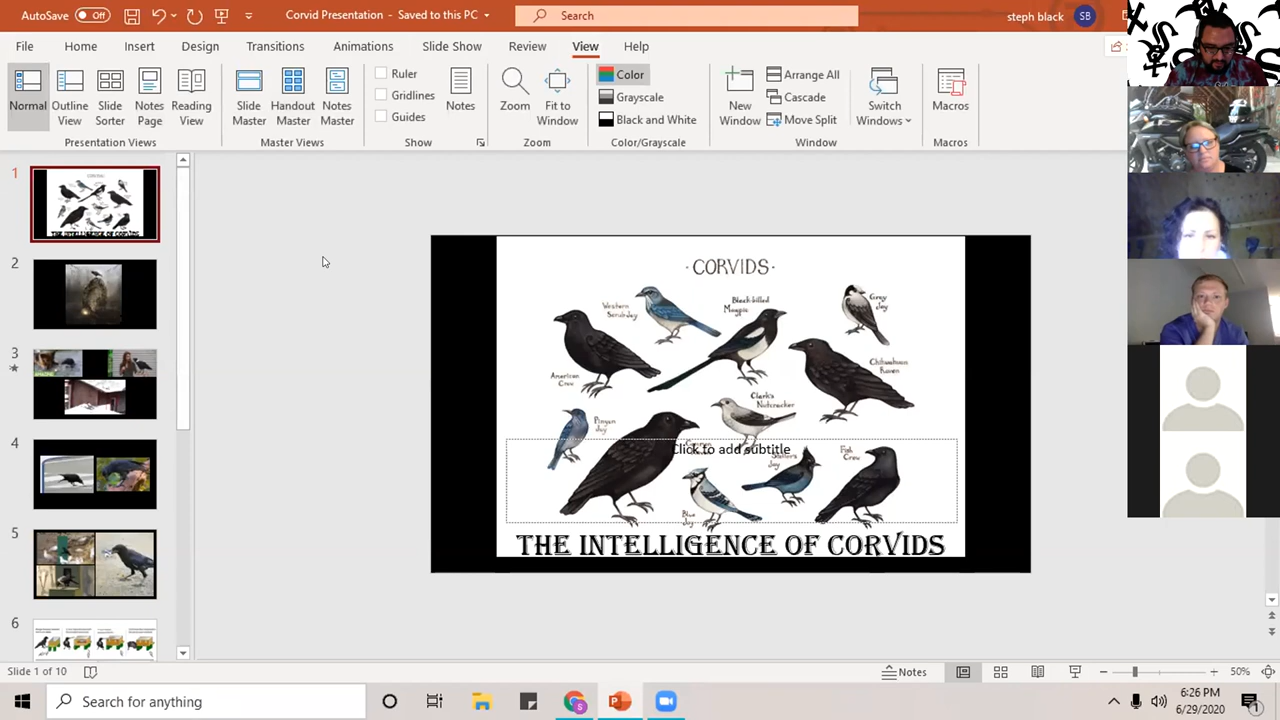 AutoSave Off
Corvid Presentation - Saved to this PC
Search
steph black SB
File Home Insert Design Transitions Animations Slide Show Review View Help
Normal
Outline View
Slide Sorter
Notes Page
Reading View
Presentation Views
Slide Master
Handout Master
Notes Master
Master Views
Ruler
Gridlines
Guides
Notes
Show
Zoom
Fit to Window
Zoom
Color
Grayscale
Black and White
Color/Grayscale
New Window
Arrange All
Cascade
Move Split
Switch Windows
Window
Macros
Macros
1
2
3
4
5
6
·CORVIDS·
Western Scrub-Jay
Black-billed Magpie
Gray Jay
American Crow
Chihuahuan Raven
Clark's Nutcracker
Pinyon Jay
Click to add subtitle
Steller's Jay
Fish Crow
Blue Jay
THE INTELLIGENCE OF CORVIDS
Slide 1 of 10
Notes
50%
Search for anything
6:26 PM
6/29/2020